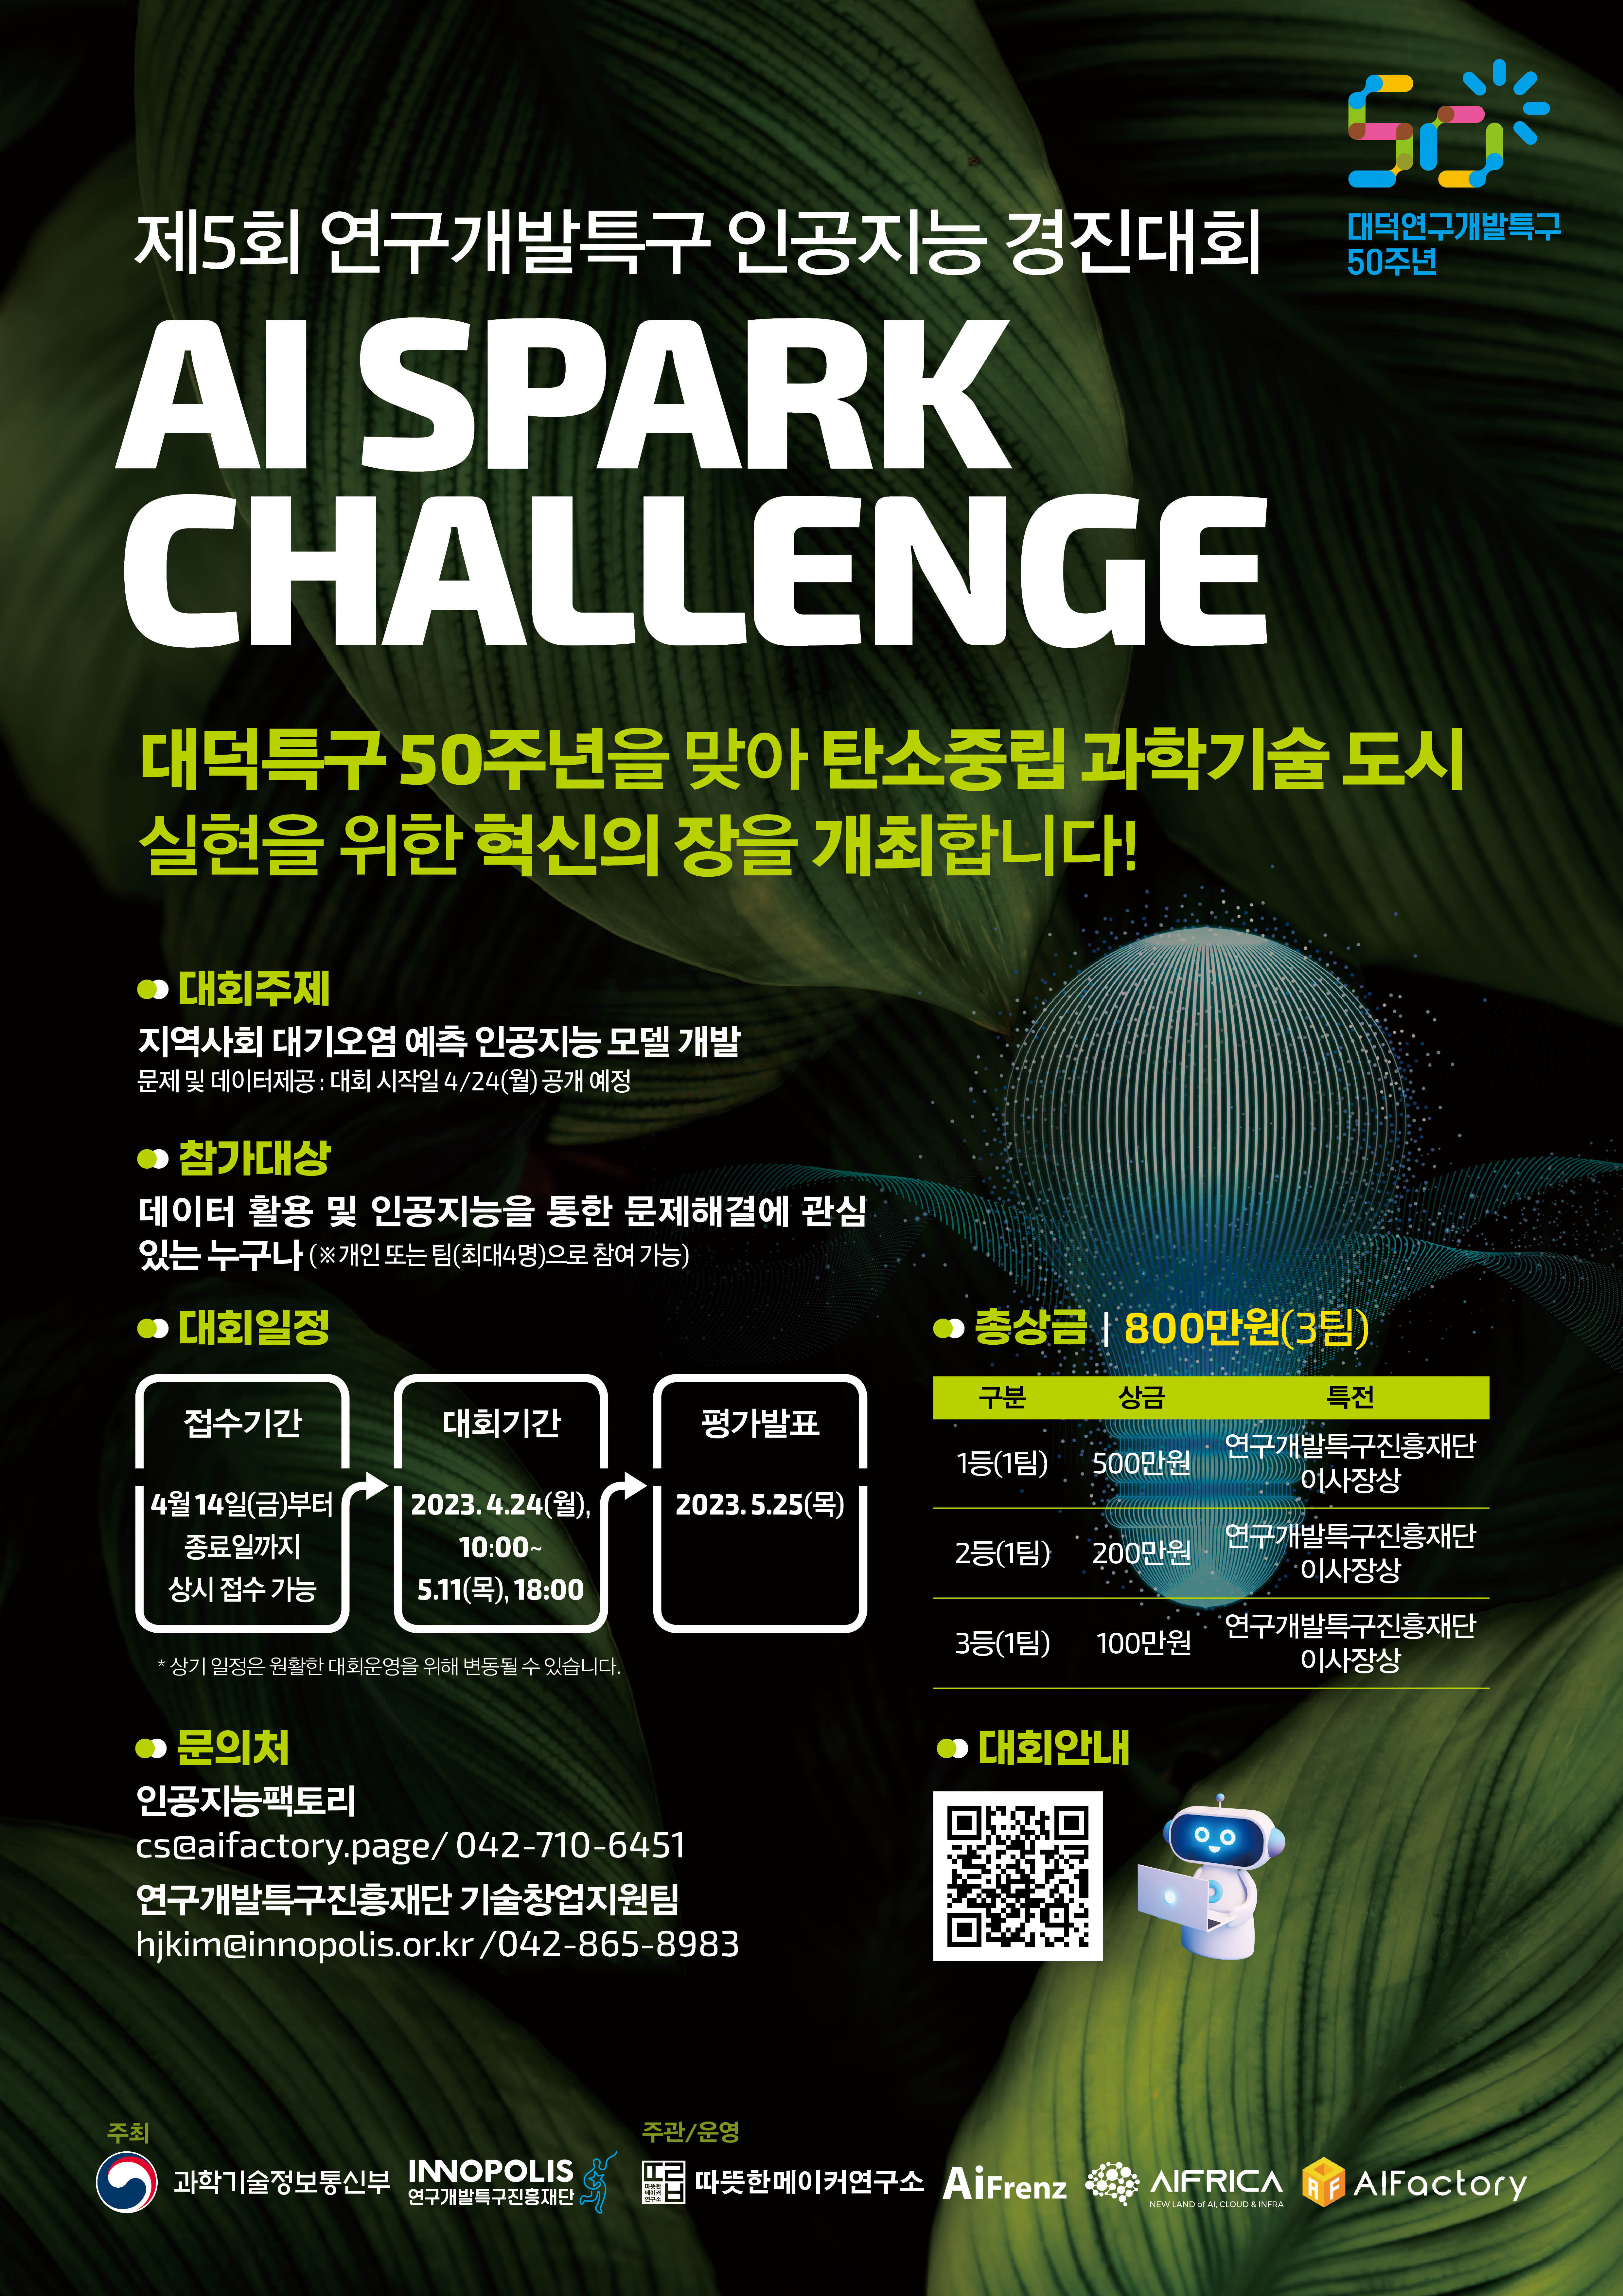 대덕연구개발특구
50주년
제5회 연구개발특구 인공지능 경진대회
AI SPARK
CHALLENGE
대덕특구 50주년을 맞아 탄소중립 과학기술 도시
실현을 위한 혁신의 장을 개최합니다!
대회주제
지역사회 대기오염 예측 인공지능 모델 개발
문제 및 데이터제공 : 대회 시작일 4/24(월) 공개 예정
참가대상
데이터 활용 및 인공지능을 통한 문제해결에 관심
있는 누구나 (※개인 또는 팀(최대4명)으로 참여 가능)
대회일정
접수기간
4월 14일(금)부터
종료일까지
상시 접수 가능
대회기간
2023. 4.24(월),
10:00~
5.11(목), 18:00
평가발표
2023. 5.25(목)
* 상기 일정은 원활한 대회운영을 위해 변동될 수 있습니다.
총상금 | 800만원(3팀)
구분 상금 특전
1등(1팀) 500만원 연구개발특구진흥재단
이사장상
2등(1팀) 200만원 연구개발특구진흥재단
이사장상
3등(1팀) 100만원 연구개발특구진흥재단
이사장상
문의처
인공지능팩토리
cs@aifactory.page/ 042-710-6451
연구개발특구진흥재단 기술창업지원팀
hjkim@innopolis.or.kr /042-865-8983
대회안내
주최
과학기술정보통신부
INNOPOLIS
연구개발특구진흥재단
주관/운영
따뜻한
메이커
연구소
따뜻한메이커연구소
AiFrenz
AIFRICA
NEW LAND of AI, CLOUD & INFRA
AF
AIFactory